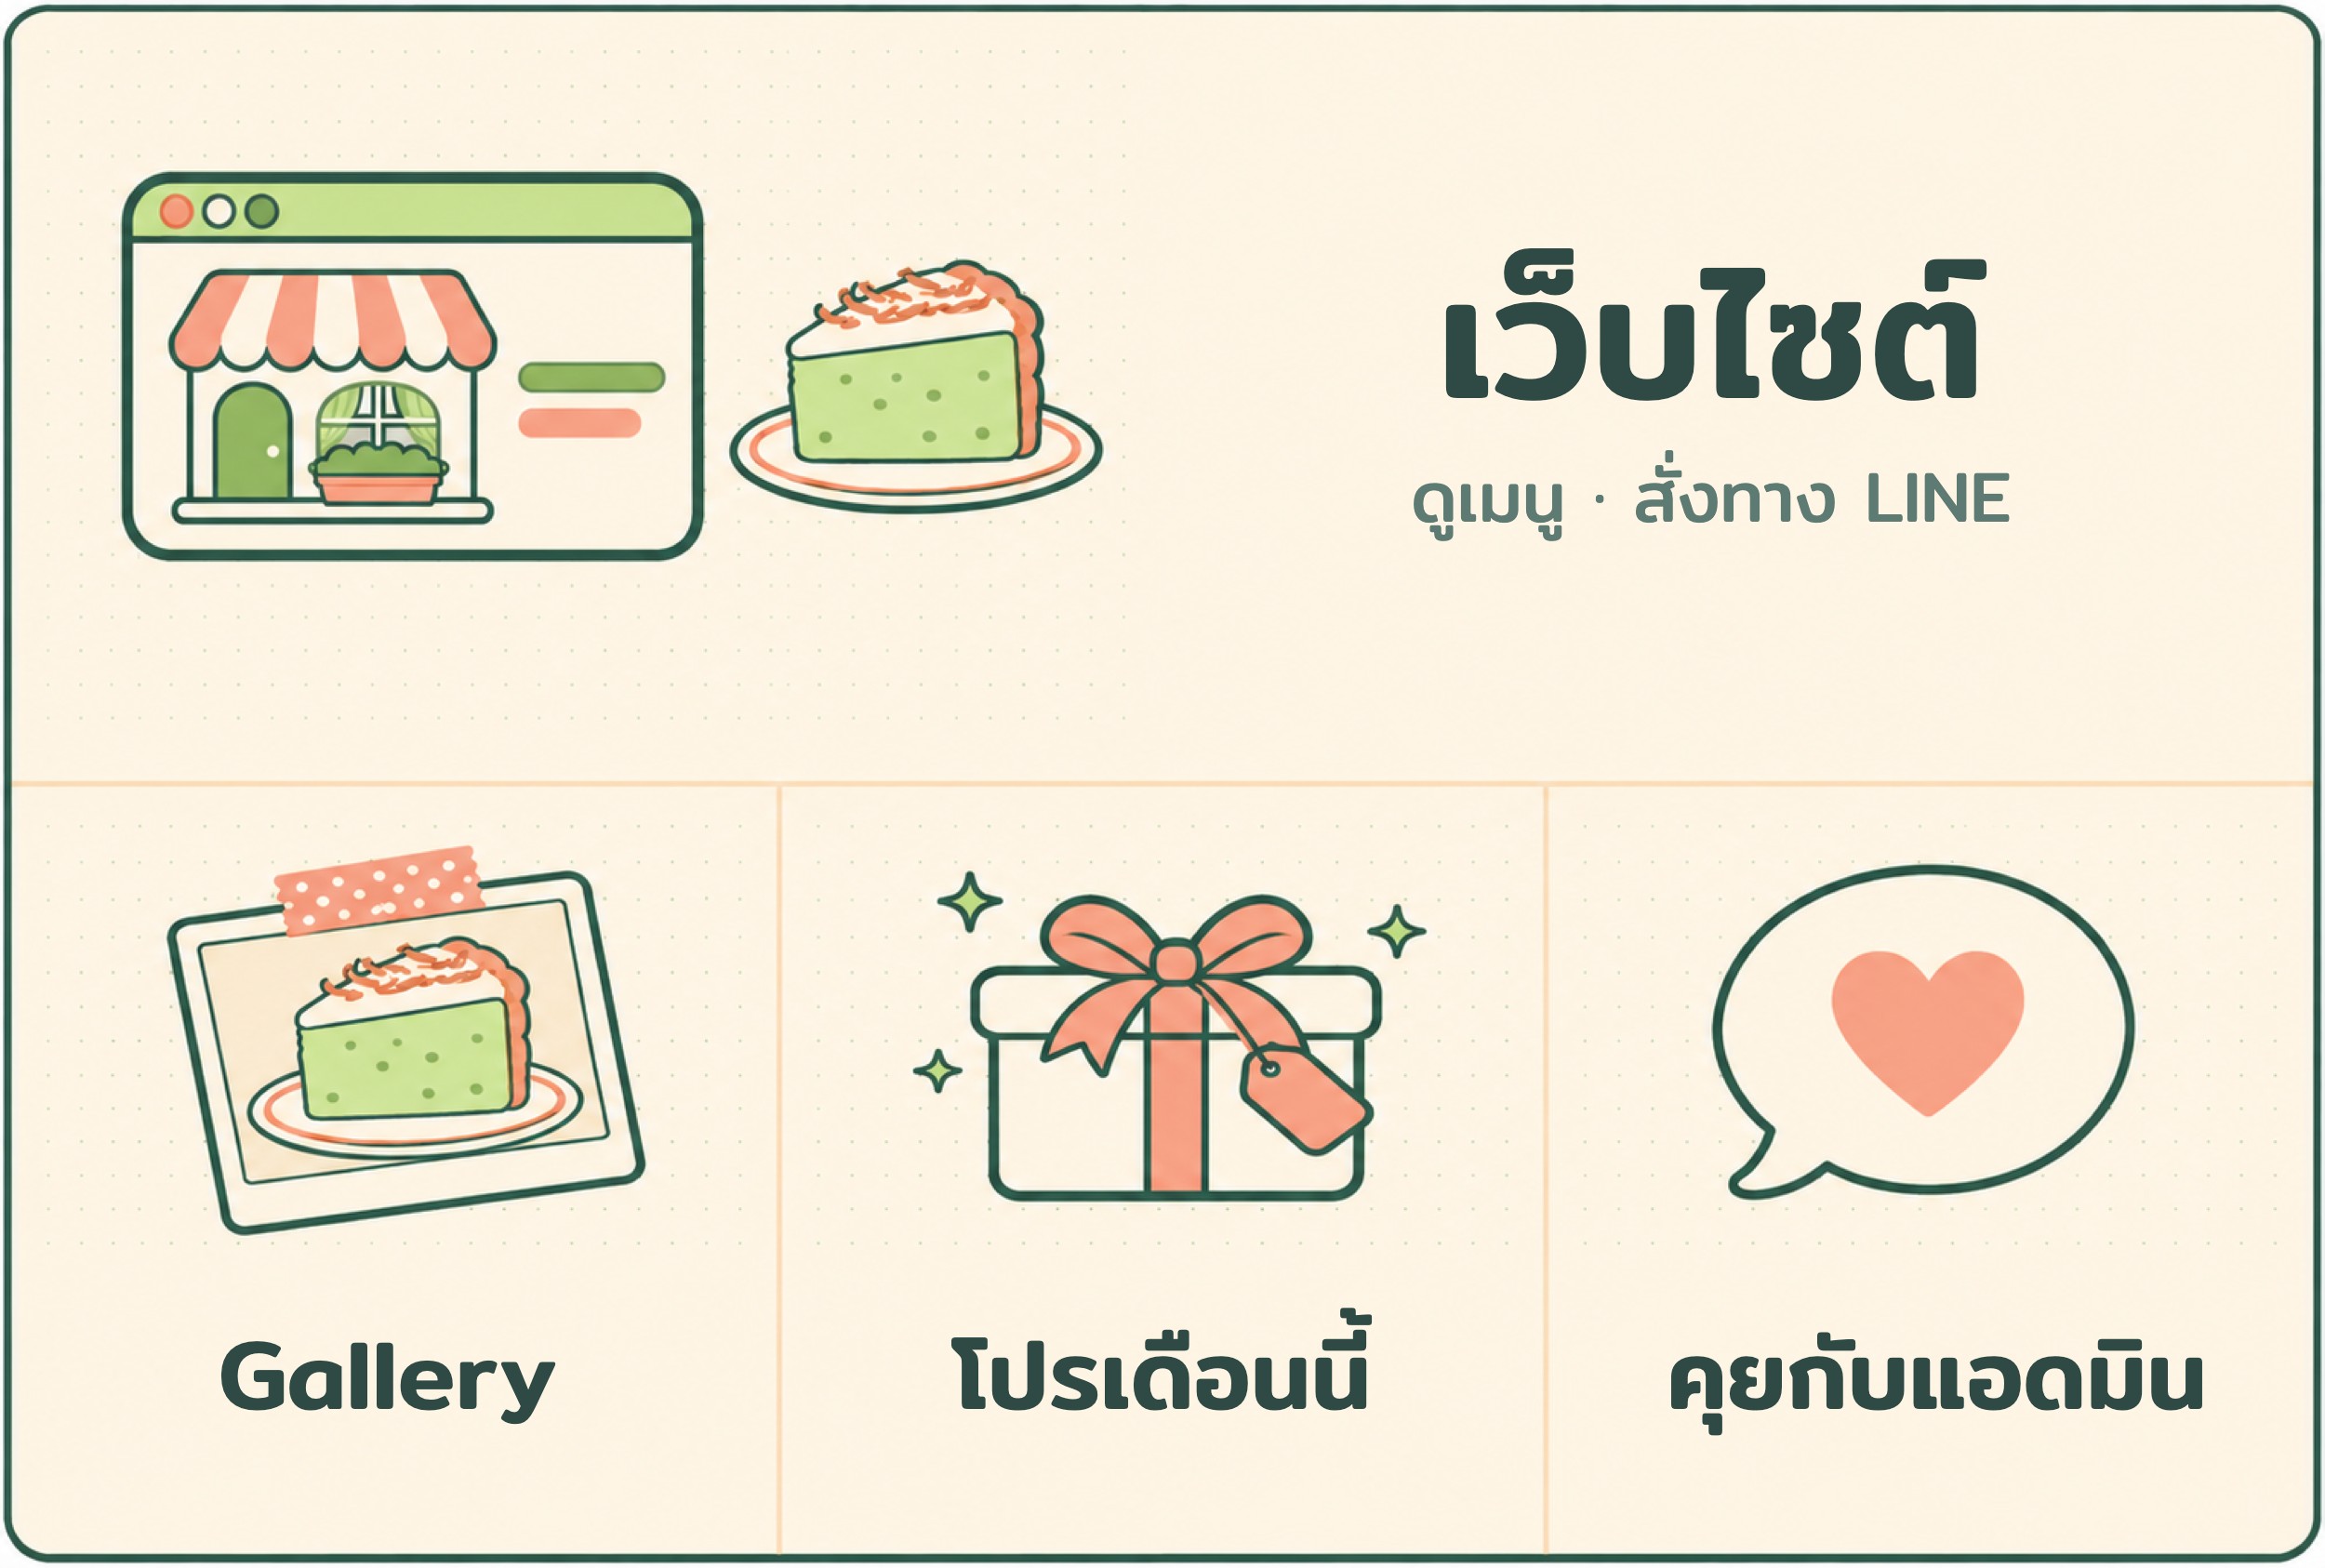 เว็บไซต์
ดูเมนู · สั่งทาง LINE
Gallery
โปรเดือนนี้
คุยกับแอดมิน